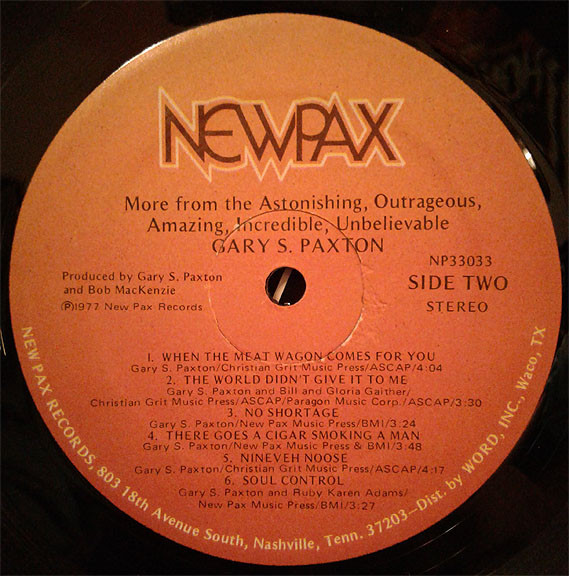 NEWPAX
More from the Astonishing, Outrageous,
Amazing, Incredible, Unbelievable
GARY S. PAXTON
NP33033
Produced by Gary S. Paxton
and Bob MacKenzie
SIDE TWO
Ⓟ1977 New Pax Records
STEREO
1. WHEN THE MEAT WAGON COMES FOR YOU
Gary S. Paxton/Christian Grit Music Press/ASCAP/4:04
2. THE WORLD DIDN'T GIVE IT TO ME
Gary S. Paxton and Bill and Gloria Gaither/
Christian Grit Music Press/ASCAP/Paragon Music Corp./ASCAP/3:30
3. NO SHORTAGE
Gary S. Paxton/New Pax Music Press/BMI/3:24
4. THERE GOES A CIGAR SMOKING A MAN
Gary S. Paxton/New Pax Music Press & BMI/3:48
5. NINEVEH NOOSE
Gary S. Paxton/Christian Grit Music Press/ASCAP/4:17
6. SOUL CONTROL
Gary S. Paxton and Ruby Karen Adams/
New Pax Music Press/BMI/3:27
NEW PAX RECORDS, 803 18th Avenue South, Nashville, Tenn. 37203—Dist. by WORD, INC., Waco, TX